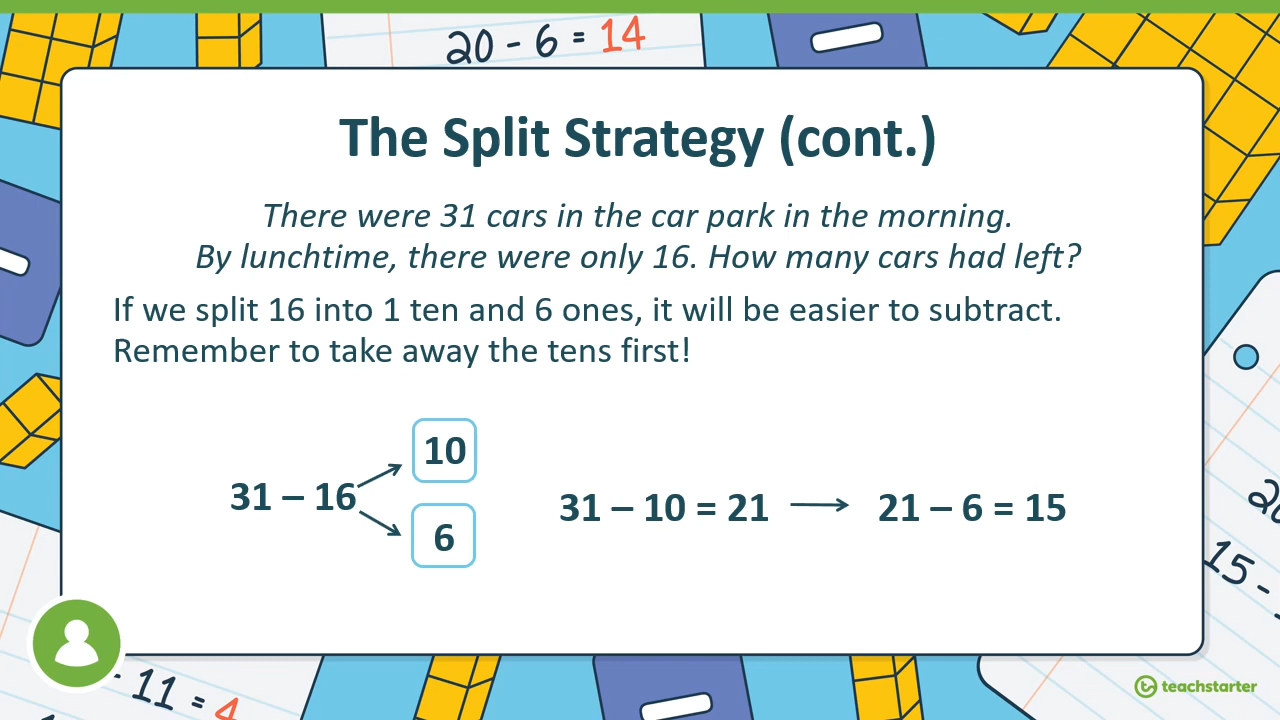 20 - 6 = 14
The Split Strategy (cont.)
There were 31 cars in the car park in the morning.
By lunchtime, there were only 16. How many cars had left?
If we split 16 into 1 ten and 6 ones, it will be easier to subtract.
Remember to take away the tens first!
10
31 – 16
6
31 – 10 = 21 → 21 – 6 = 15
15 -
- 11 = 4
teachstarter